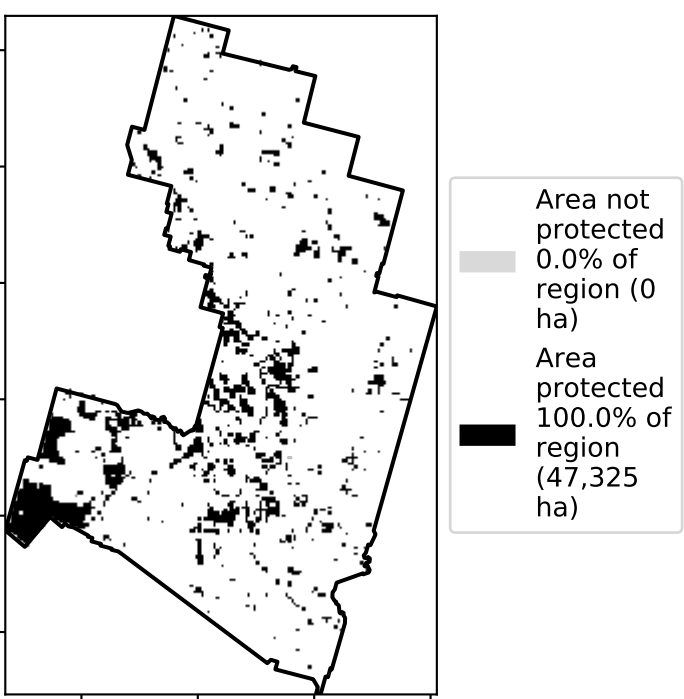 Area not
protected
0.0% of
region (0
ha)
Area
protected
100.0% of
region
(47,325
ha)